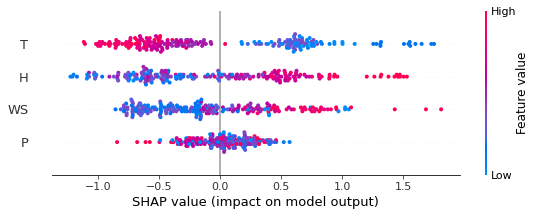 High
T
H
WS
P
Feature value
Low
−1.0 −0.5 0.0 0.5 1.0 1.5
SHAP value (impact on model output)